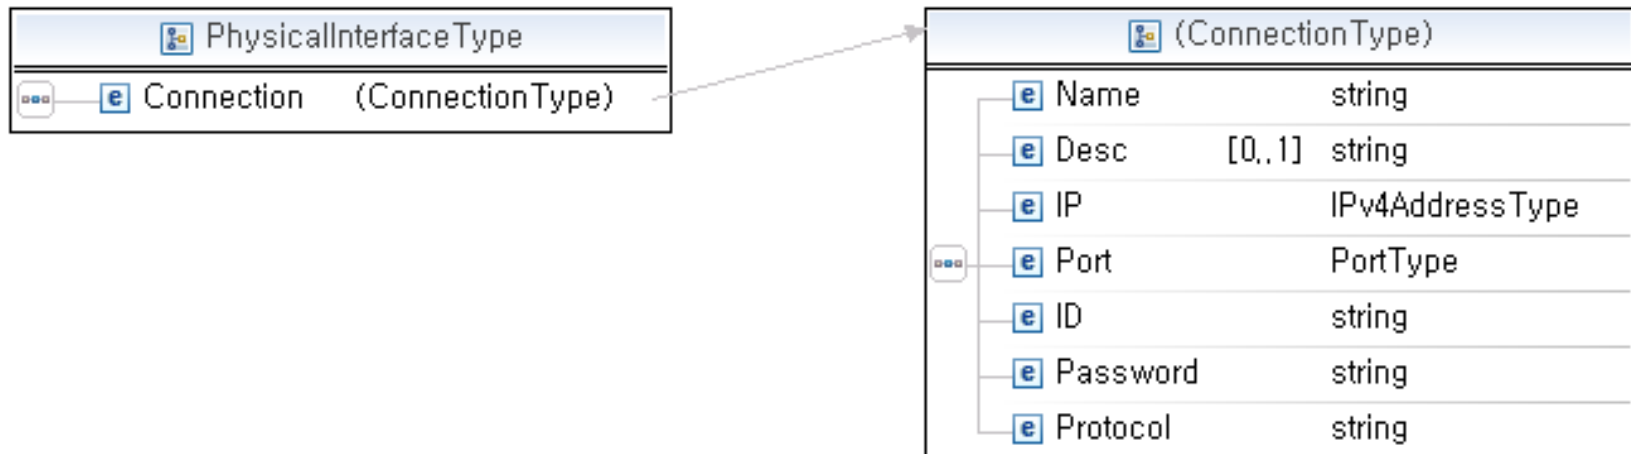 PhysicalInterfaceType
e Connection (ConnectionType)
(ConnectionType)
e Name string
e Desc [0,,1] string
e IP IPv4AddressType
e Port PortType
e ID string
e Password string
e Protocol string